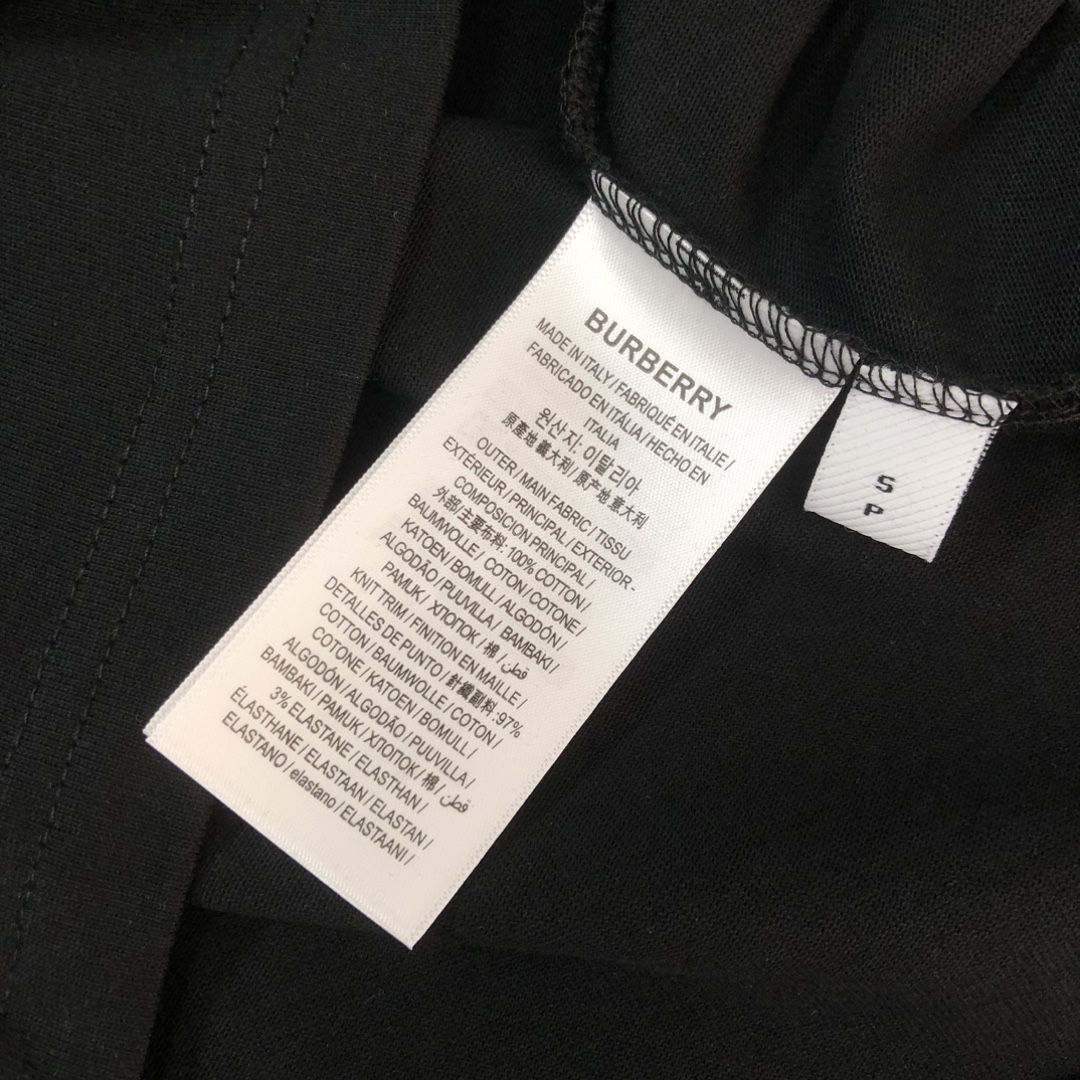 BURBERRY
MADE IN ITALY / FABRIQUÉ EN ITALIE /
FABRICADO EN ITÁLIA / HECHO EN
ITALIA
원산지: 이탈리아
原產地義大利 / 原产地意大利
OUTER / MAIN FABRIC / TISSU
EXTÉRIEUR / PRINCIPAL / EXTERIOR -
COMPOSICION PRINCIPAL /
外部/主要布料: 100% COTTON /
BAUMWOLLE / COTON / COTONE /
KATOEN / BOMULL / ALGODÓN /
ALGODÃO / PUUVILLA / BAMBAKI /
PAMUK / ХЛОПОК / 棉 / قطن
KNIT TRIM / FINITION EN MAILLE /
DETALLES DE PUNTO / 針織副料: 97%
COTTON / BAUMWOLLE / COTON /
COTONE / KATOEN / BOMULL /
ALGODÓN / ALGODÃO / PUUVILLA /
BAMBAKI / PAMUK / ХЛОПОК / 棉 / قطن
3% ELASTANE / ELASTHAN /
ÉLASTHANE / ELASTAAN / ELASTAN /
ELASTANO / elastano / ELASTAANI /
S
P